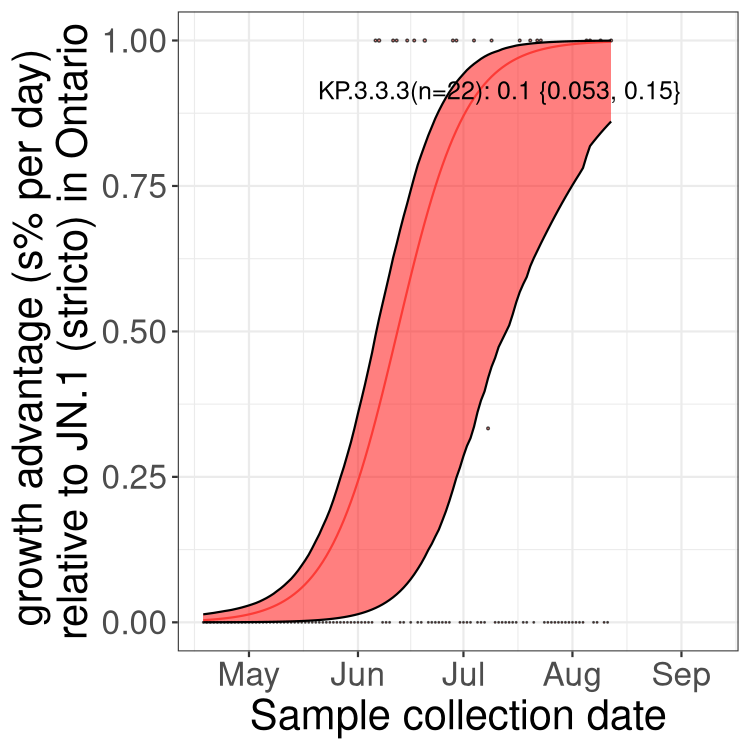 growth advantage (s% per day)
relative to JN.1 (stricto) in Ontario
1.00
0.75
0.50
0.25
0.00
KP.3.3.3(n=22): 0.1 {0.053, 0.15}
May Jun Jul Aug Sep
Sample collection date